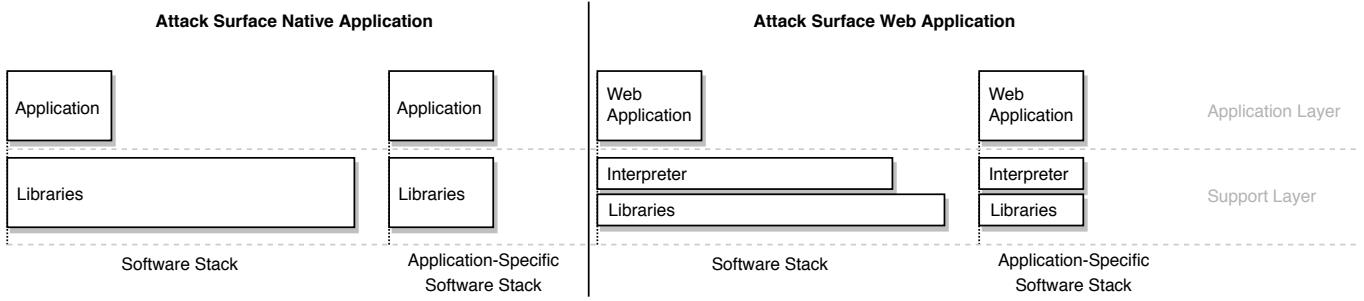 Attack Surface Native Application
Attack Surface Web Application
Application
Application
Web
Application
Web
Application
Application Layer
Libraries
Libraries
Interpreter
Libraries
Interpreter
Libraries
Support Layer
Software Stack
Application-Specific
Software Stack
Software Stack
Application-Specific
Software Stack